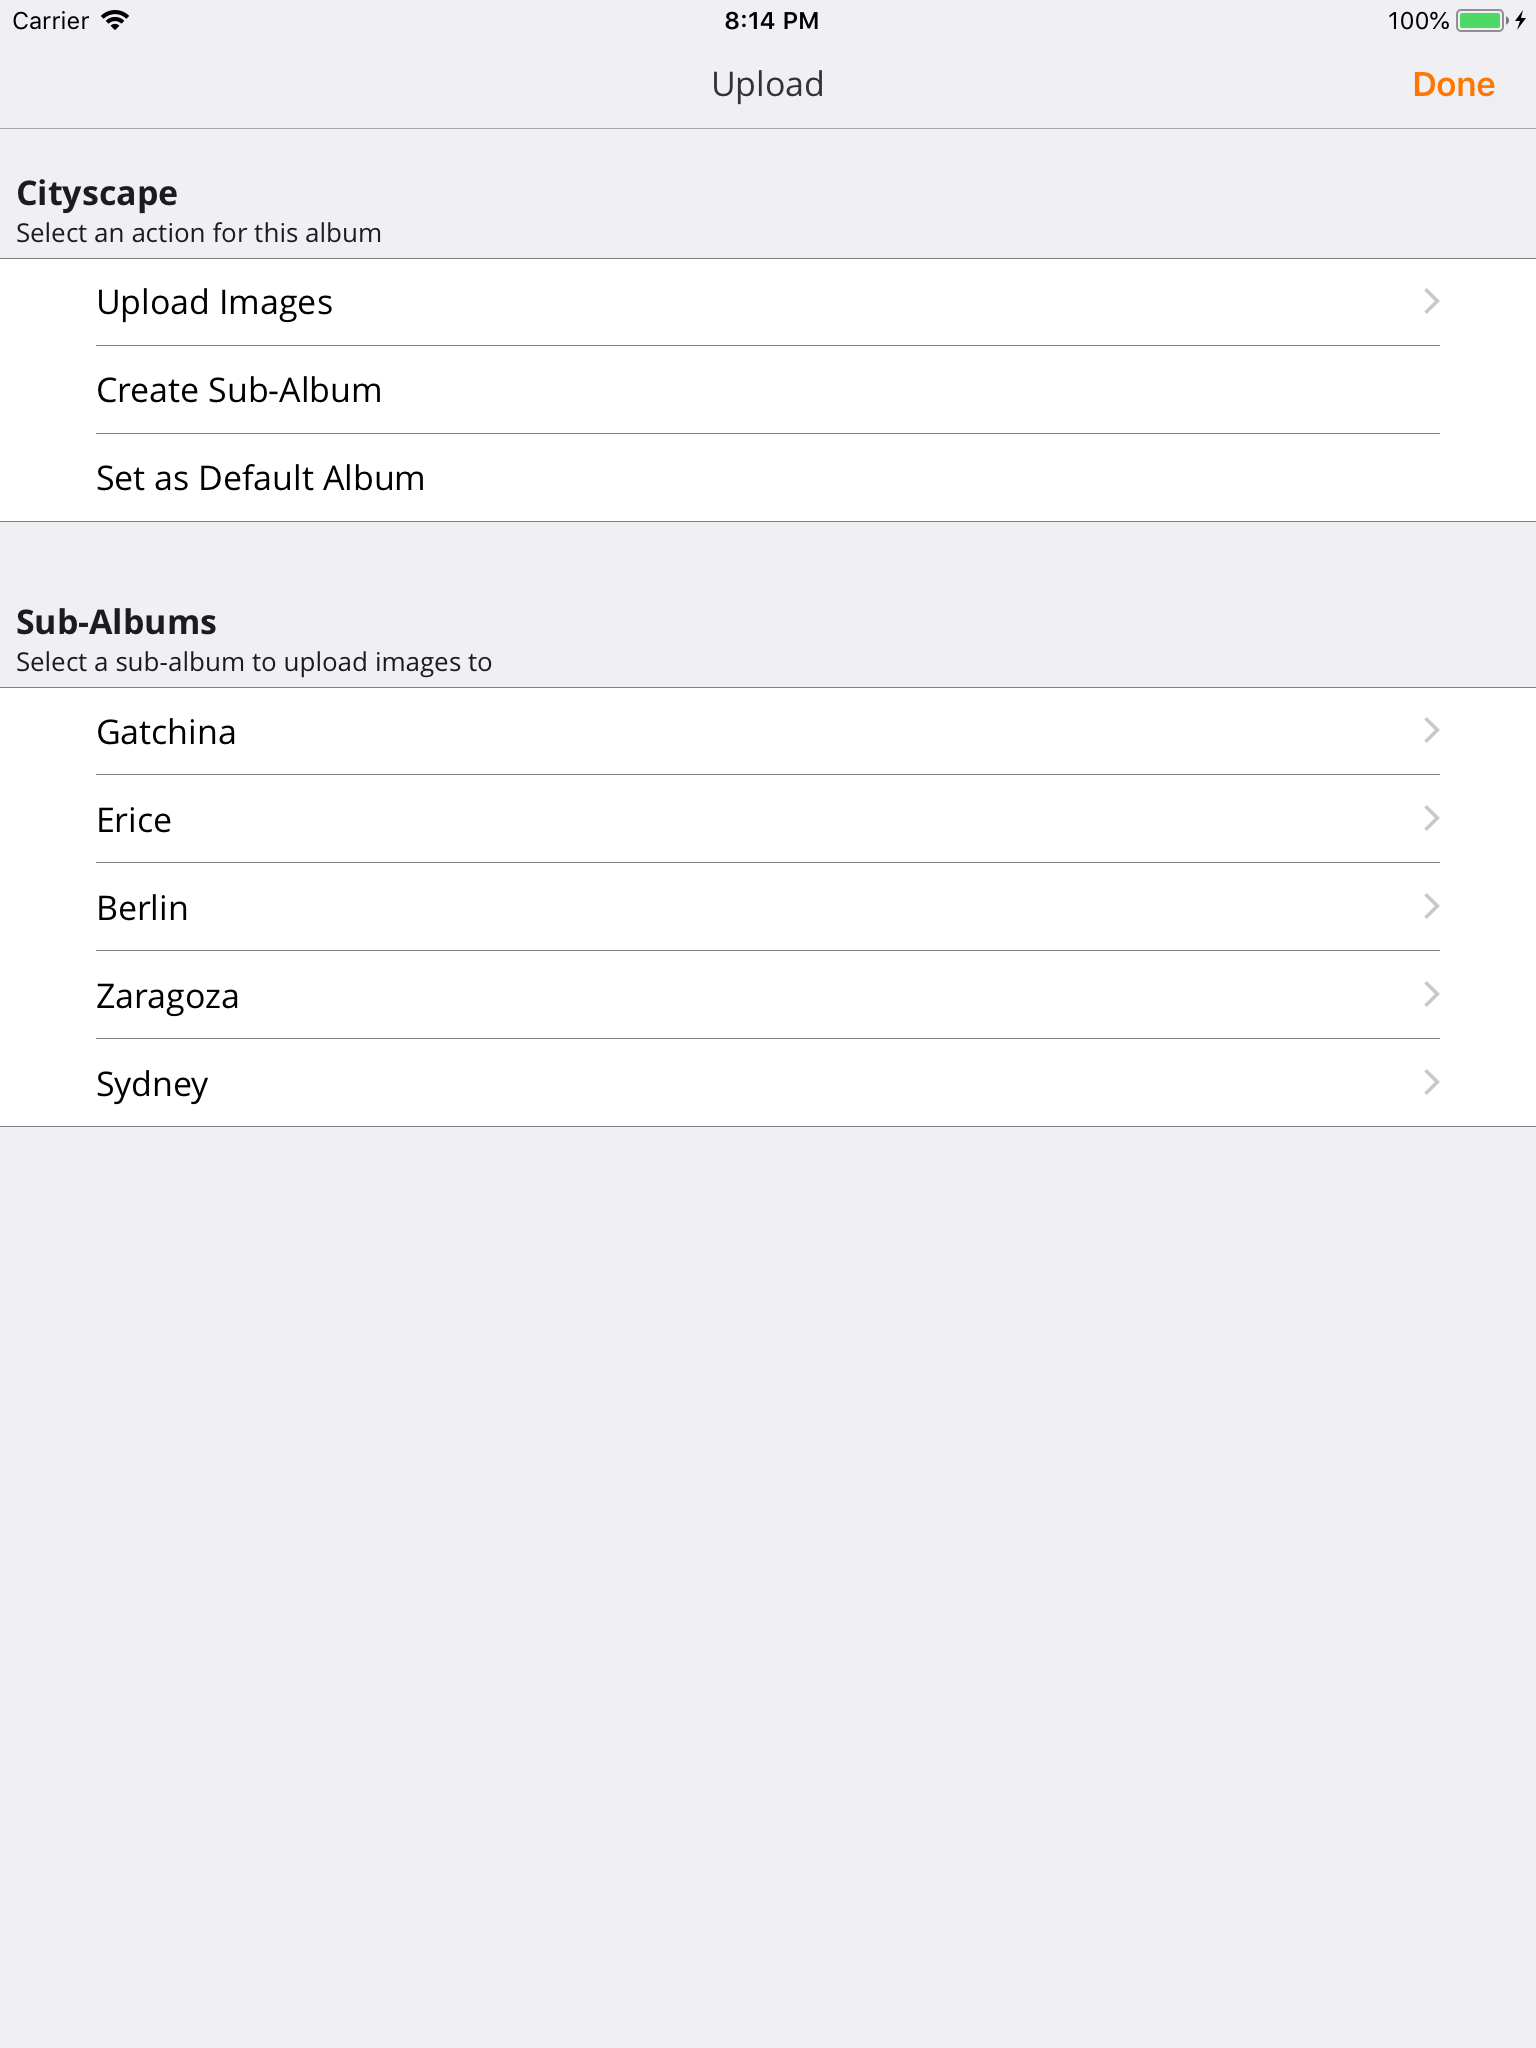 Carrier
8:14 PM
100%
Upload
Done
Cityscape
Select an action for this album
Upload Images
Create Sub-Album
Set as Default Album
Sub-Albums
Select a sub-album to upload images to
Gatchina
Erice
Berlin
Zaragoza
Sydney